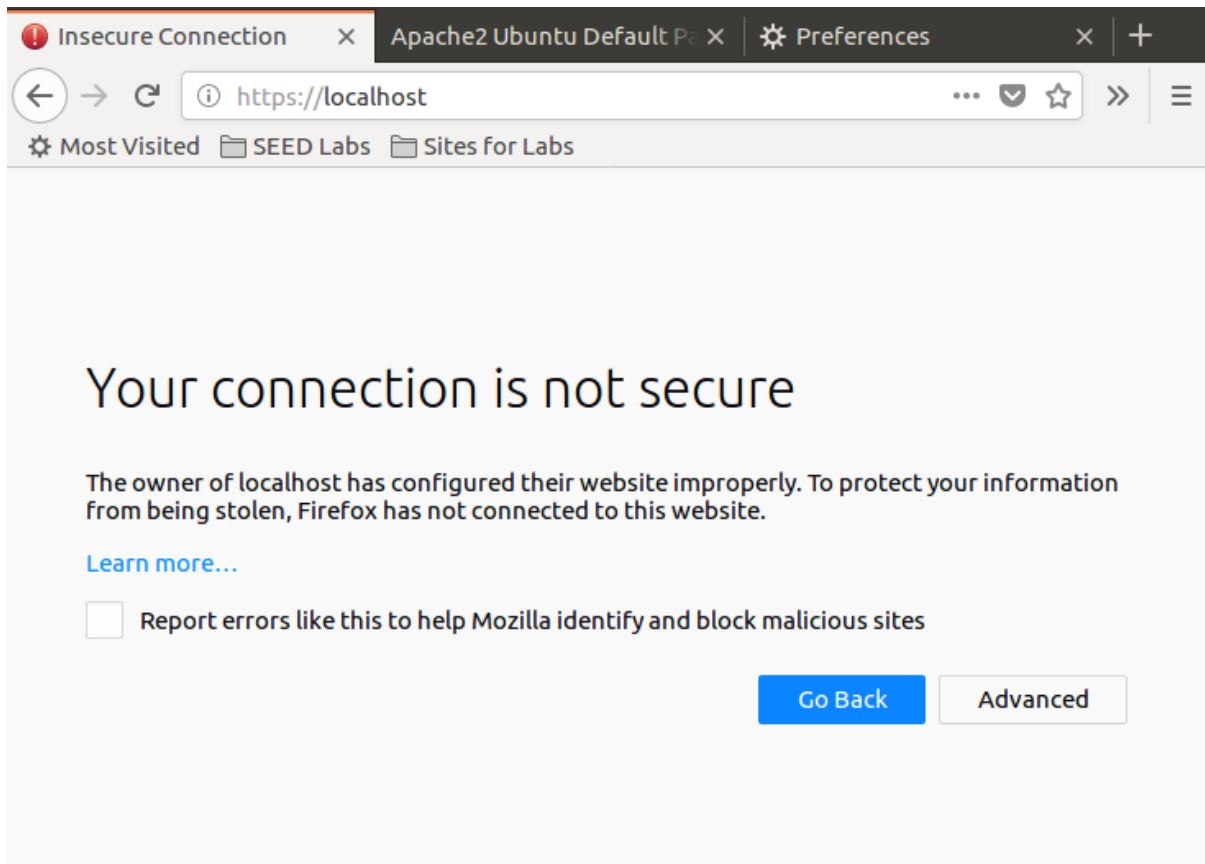 Insecure Connection
Apache2 Ubuntu Default Pa
Preferences
https://localhost
Most Visited
SEED Labs
Sites for Labs
Your connection is not secure
The owner of localhost has configured their website improperly. To protect your information
from being stolen, Firefox has not connected to this website.
Learn more…
Report errors like this to help Mozilla identify and block malicious sites
Go Back
Advanced